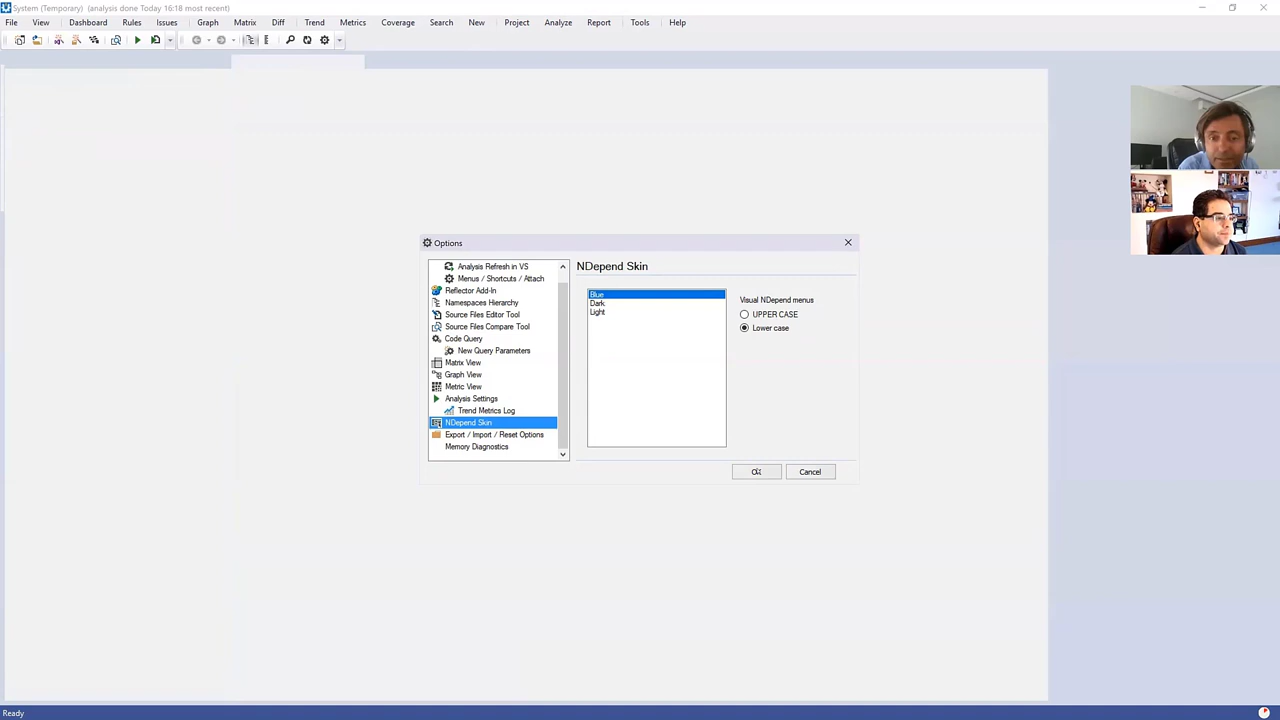 System (Temporary) (analysis done Today 16:18 most recent)
File View Dashboard Rules Issues Graph Matrix Diff Trend Metrics Coverage Search New Project Analyze Report Tools Help
Options
Analysis Refresh in VS
Menus / Shortcuts / Attach
Reflector Add-In
Namespaces Hierarchy
Source Files Editor Tool
Source Files Compare Tool
Code Query
New Query Parameters
Matrix View
Graph View
Metric View
Analysis Settings
Trend Metrics Log
NDepend Skin
Export / Import / Reset Options
Memory Diagnostics
NDepend Skin
Blue
Dark
Light
Visual NDepend menus
UPPER CASE
Lower case
Ok
Cancel
Ready